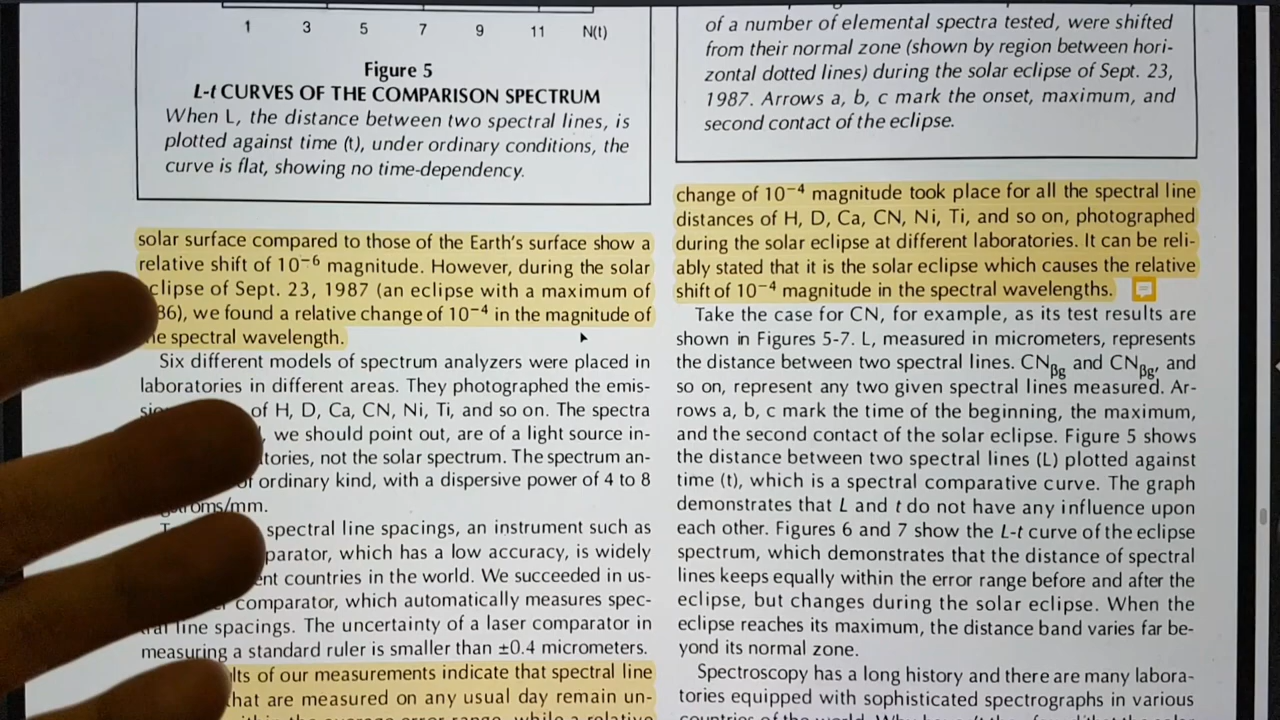 1 3 5 7 9 11 N(t)
Figure 5
L-t CURVES OF THE COMPARISON SPECTRUM
When L, the distance between two spectral lines, is
plotted against time (t), under ordinary conditions, the
curve is flat, showing no time-dependency.
solar surface compared to those of the Earth's surface show a
relative shift of 10⁻⁶ magnitude. However, during the solar
clipse of Sept. 23, 1987 (an eclipse with a maximum of
86), we found a relative change of 10⁻⁴ in the magnitude of
spectral wavelength.
Six different models of spectrum analyzers were placed in
laboratories in different areas. They photographed the emis-
of H, D, Ca, CN, Ni, Ti, and so on. The spectra
, we should point out, are of a light source in-
tories, not the solar spectrum. The spectrum an-
of ordinary kind, with a dispersive power of 4 to 8
roms/mm.
spectral line spacings, an instrument such as
parator, which has a low accuracy, is widely
ent countries in the world. We succeeded in us-
comparator, which automatically measures spec-
line spacings. The uncertainty of a laser comparator in
measuring a standard ruler is smaller than ±0.4 micrometers.
lts of our measurements indicate that spectral line
hat are measured on any usual day remain un-
of a number of elemental spectra tested, were shifted
from their normal zone (shown by region between hori-
zontal dotted lines) during the solar eclipse of Sept. 23,
1987. Arrows a, b, c mark the onset, maximum, and
second contact of the eclipse.
change of 10⁻⁴ magnitude took place for all the spectral line
distances of H, D, Ca, CN, Ni, Ti, and so on, photographed
during the solar eclipse at different laboratories. It can be reli-
ably stated that it is the solar eclipse which causes the relative
shift of 10⁻⁴ magnitude in the spectral wavelengths.
Take the case for CN, for example, as its test results are
shown in Figures 5-7. L, measured in micrometers, represents
the distance between two spectral lines. CNβg and CNβg', and
so on, represent any two given spectral lines measured. Ar-
rows a, b, c mark the time of the beginning, the maximum,
and the second contact of the solar eclipse. Figure 5 shows
the distance between two spectral lines (L) plotted against
time (t), which is a spectral comparative curve. The graph
demonstrates that L and t do not have any influence upon
each other. Figures 6 and 7 show the L-t curve of the eclipse
spectrum, which demonstrates that the distance of spectral
lines keeps equally within the error range before and after the
eclipse, but changes during the solar eclipse. When the
eclipse reaches its maximum, the distance band varies far be-
yond its normal zone.
Spectroscopy has a long history and there are many labora-
tories equipped with sophisticated spectrographs in various